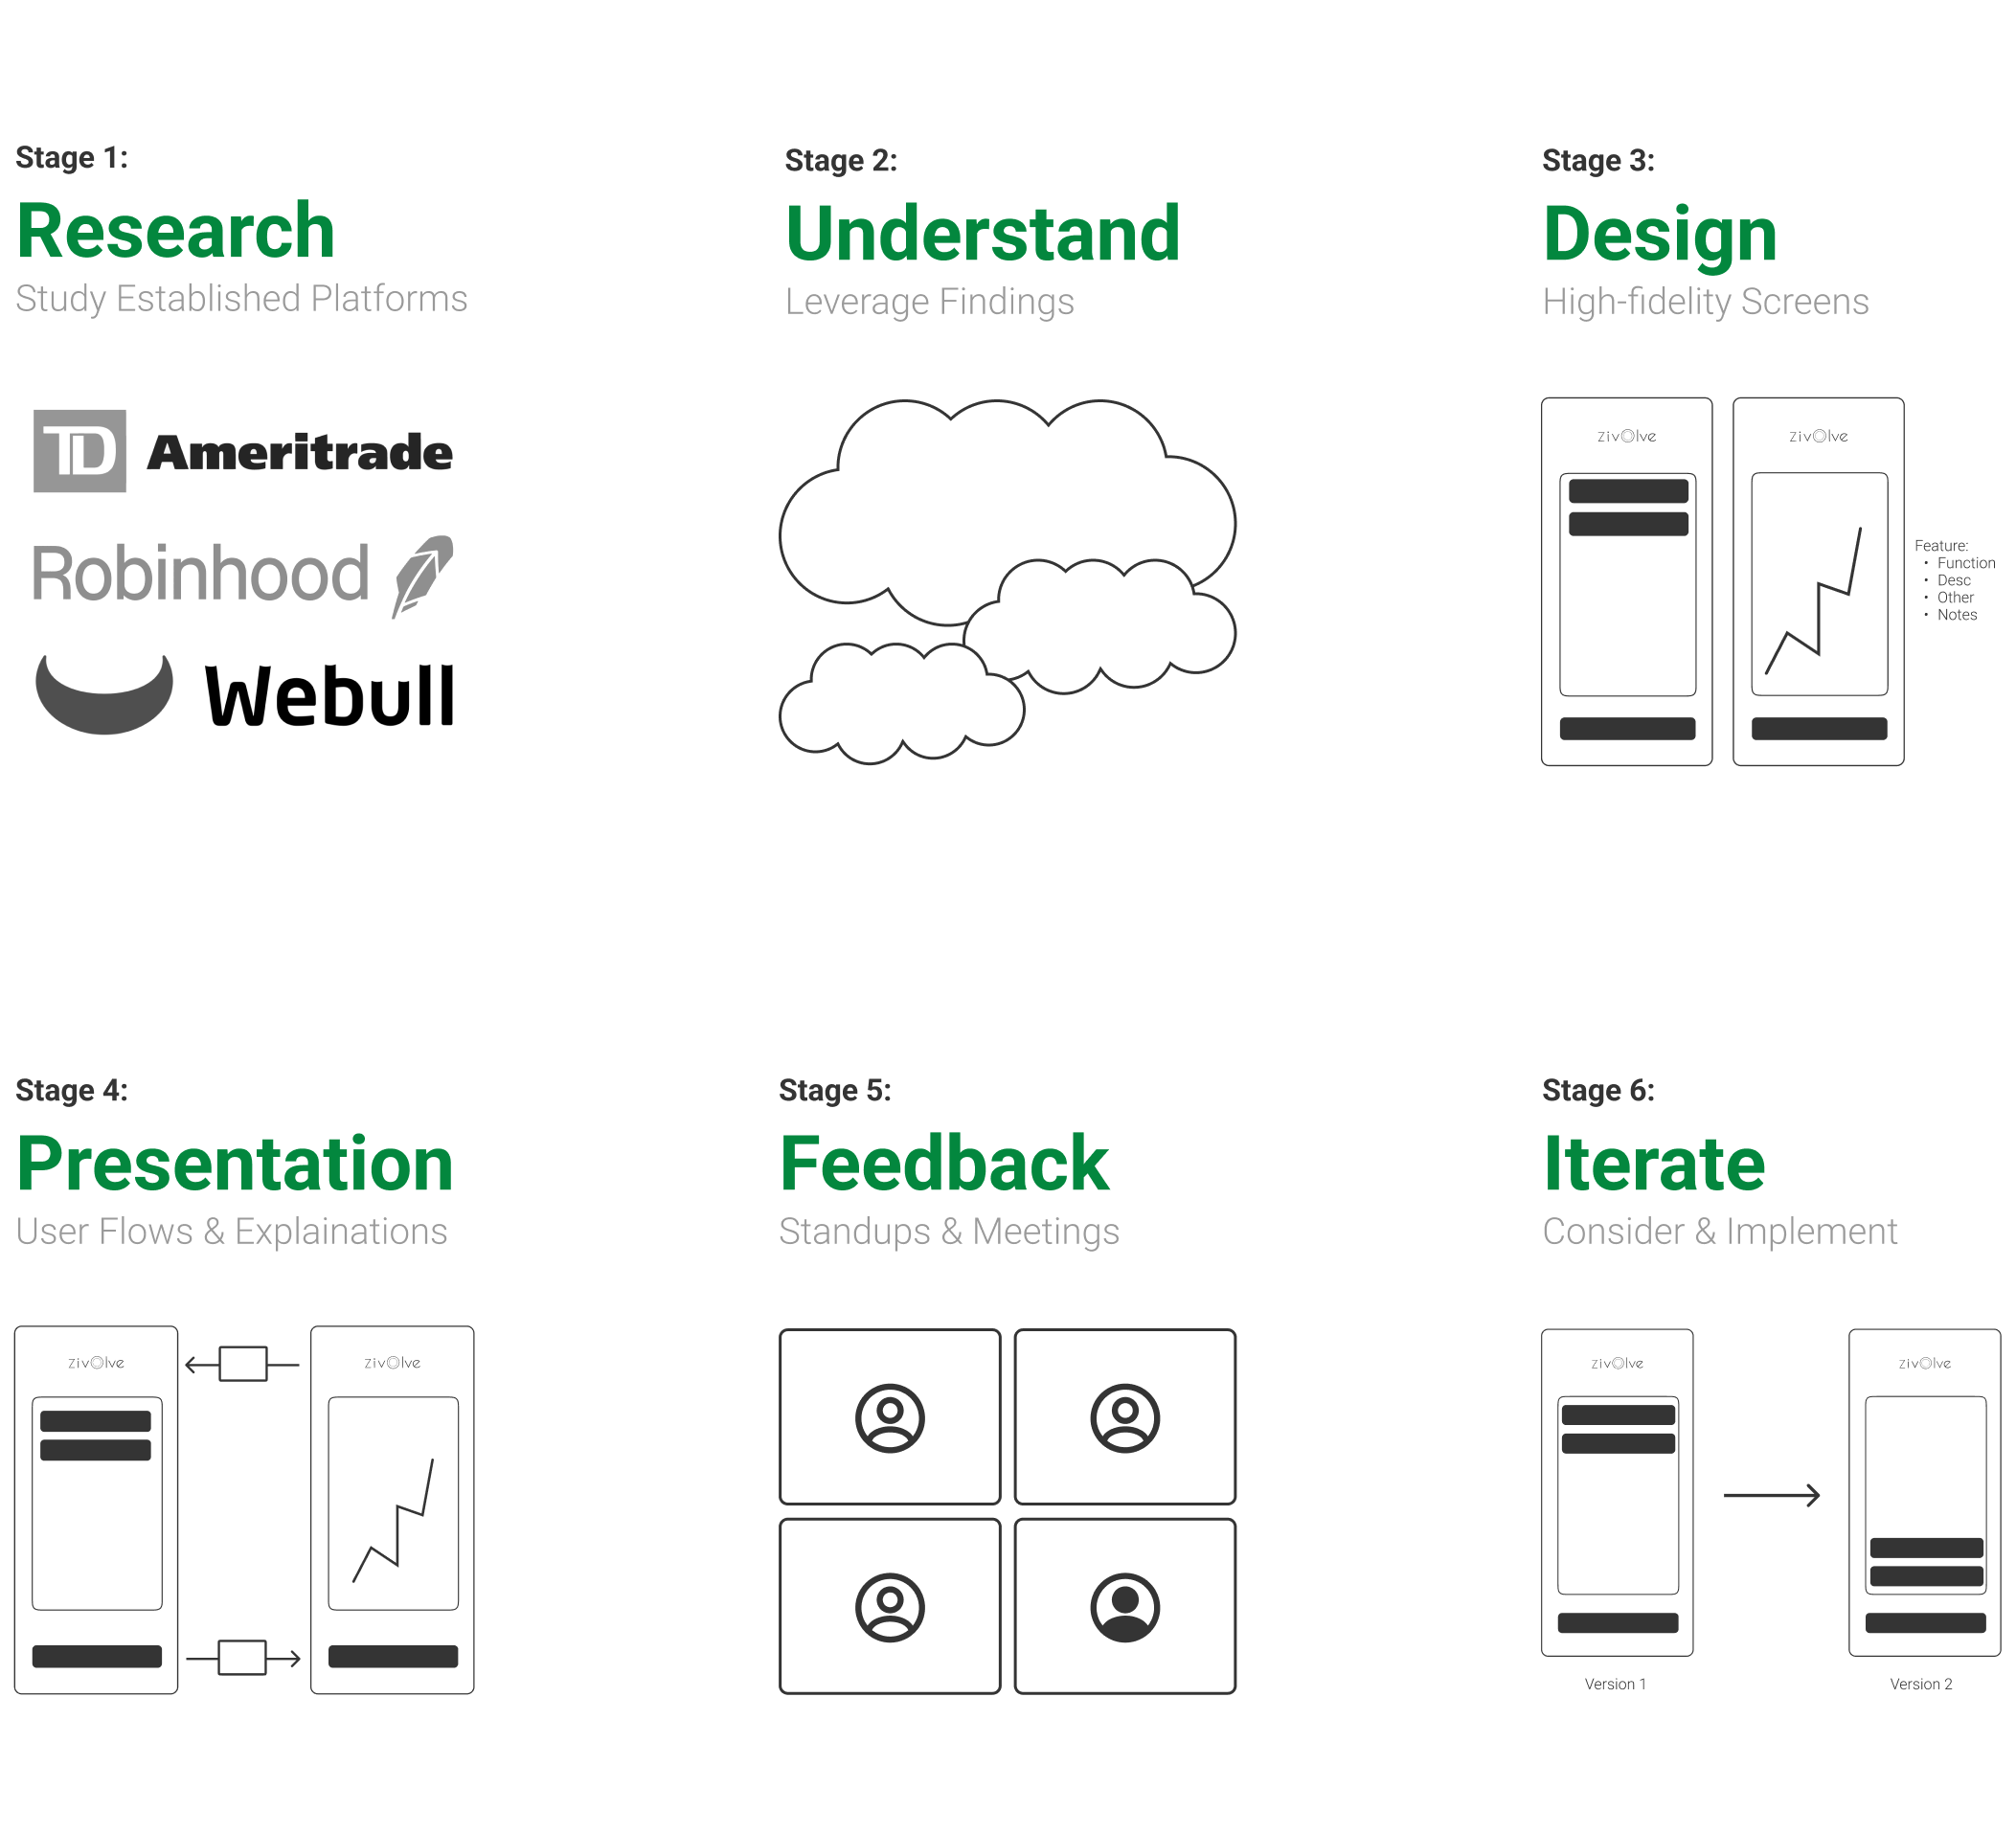 Stage 1:
Research
Study Established Platforms
TD Ameritrade
Robinhood
Webull
Stage 2:
Understand
Leverage Findings
Stage 3:
Design
High-fidelity Screens
zivOlve
zivOlve
Feature:
• Function
• Desc
• Other
• Notes
Stage 4:
Presentation
User Flows & Explainations
zivOlve
zivOlve
Stage 5:
Feedback
Standups & Meetings
Stage 6:
Iterate
Consider & Implement
zivOlve
zivOlve
Version 1
Version 2